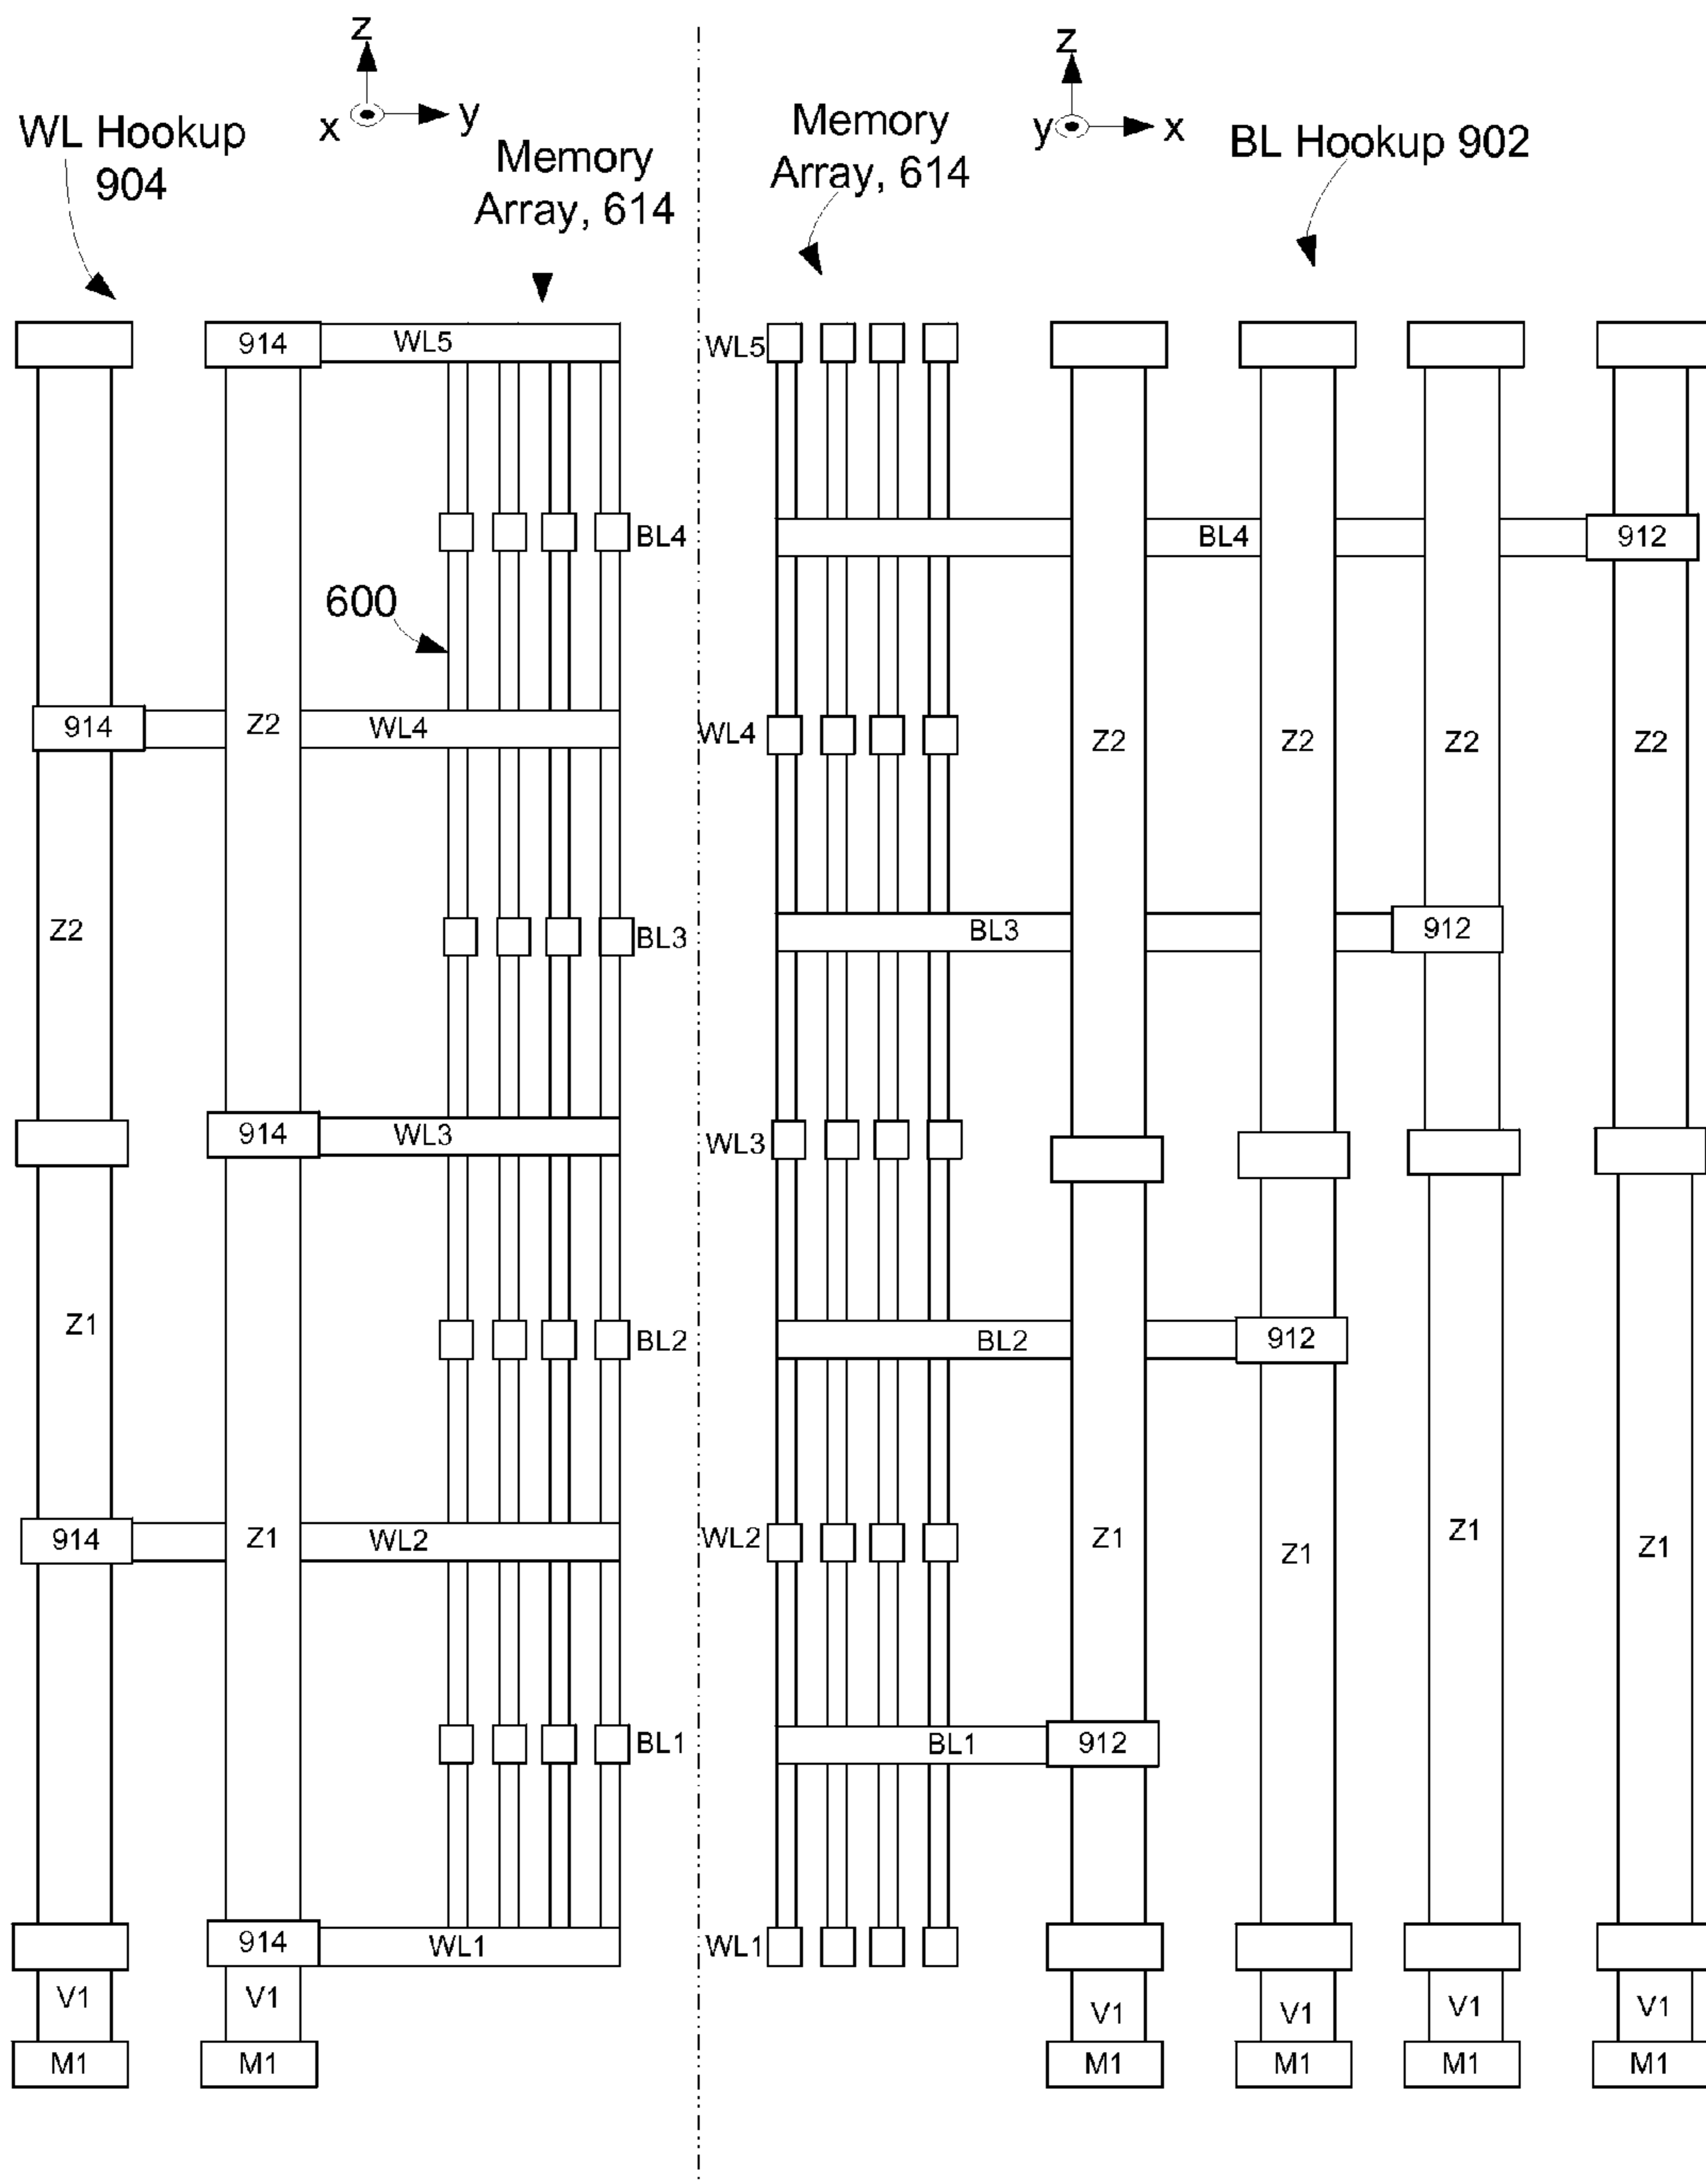 z
x
y
WL Hookup
904
Memory
Array, 614
914
WL5
BL4
600
914
Z2
WL4
Z2
BL3
914
WL3
Z1
BL2
914
Z1
WL2
BL1
914
WL1
V1
V1
M1
M1
z
y
x
Memory
Array, 614
BL Hookup 902
WL5
BL4
912
WL4
Z2
Z2
Z2
Z2
BL3
912
WL3
BL2
912
WL2
Z1
Z1
Z1
Z1
BL1
912
WL1
V1
V1
V1
V1
M1
M1
M1
M1